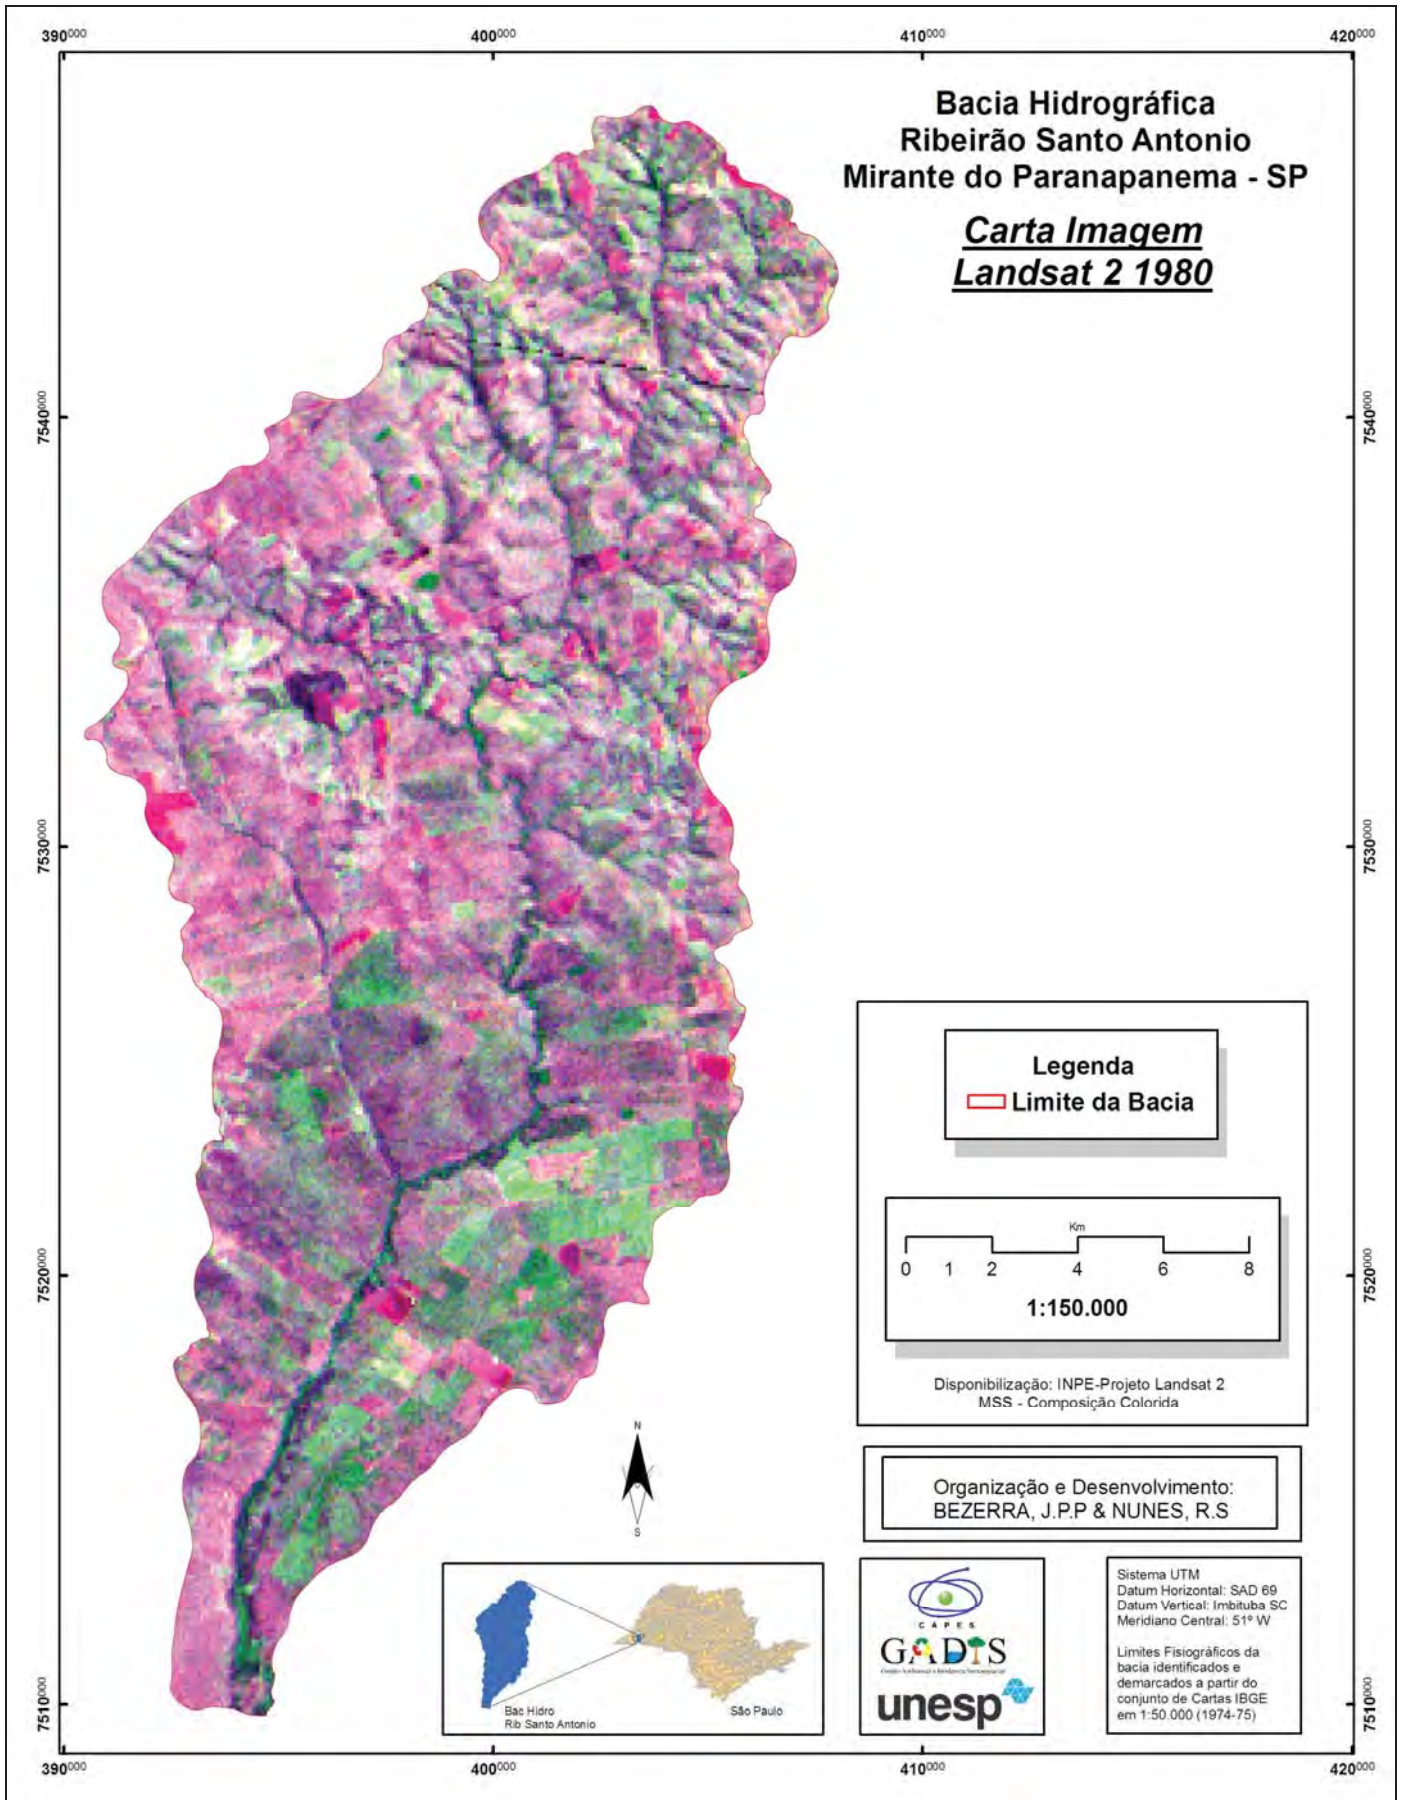 390000
400000
410000
420000
Bacia Hidrográfica
Ribeirão Santo Antonio
Mirante do Paranapanema - SP
Carta Imagem
Landsat 2 1980
7540000
7540000
7530000
7530000
7520000
7520000
7510000
7510000
Legenda
Limite da Bacia
Km
0 1 2 4 6 8
1:150.000
Disponibilização: INPE-Projeto Landsat 2
MSS - Composição Colorida
N
S
Organização e Desenvolvimento:
BEZERRA, J.P.P & NUNES, R.S
Bac Hidro
Rib Santo Antonio
São Paulo
CAPES
GADIS
unesp
Sistema UTM
Datum Horizontal: SAD 69
Datum Vertical: Imbituba SC
Meridiano Central: 51º W
Limites Fisiográficos da
bacia identificados e
demarcados a partir do
conjunto de Cartas IBGE
em 1:50.000 (1974-75)
390000
400000
410000
420000